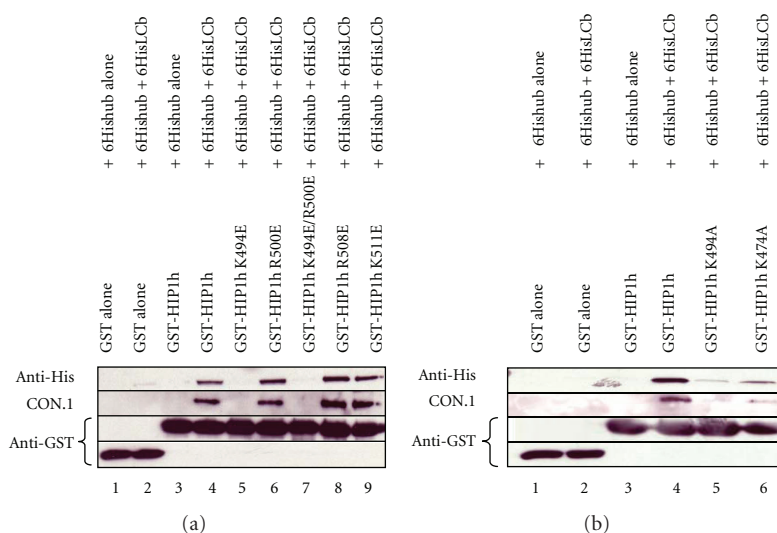 + 6Hishub alone
+ 6Hishub + 6HisLCb
+ 6Hishub alone
+ 6Hishub + 6HisLCb
+ 6Hishub + 6HisLCb
+ 6Hishub + 6HisLCb
+ 6Hishub + 6HisLCb
+ 6Hishub + 6HisLCb
+ 6Hishub + 6HisLCb
GST alone
GST alone
GST-HIP1h
GST-HIP1h
GST-HIP1h K494E
GST-HIP1h R500E
GST-HIP1h K494E/R500E
GST-HIP1h R508E
GST-HIP1h K511E
Anti-His
CON.1
Anti-GST
1 2 3 4 5 6 7 8 9
(a)
+ 6Hishub alone
+ 6Hishub + 6HisLCb
+ 6Hishub alone
+ 6Hishub + 6HisLCb
+ 6Hishub + 6HisLCb
+ 6Hishub + 6HisLCb
GST alone
GST alone
GST-HIP1h
GST-HIP1h
GST-HIP1h K494A
GST-HIP1h K474A
Anti-His
CON.1
Anti-GST
1 2 3 4 5 6
(b)